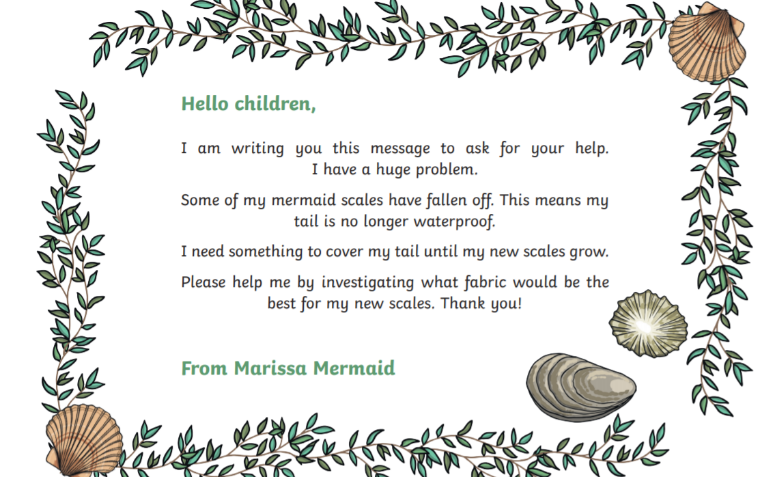 Hello children,
I am writing you this message to ask for your help.
I have a huge problem.
Some of my mermaid scales have fallen off. This means my
tail is no longer waterproof.
I need something to cover my tail until my new scales grow.
Please help me by investigating what fabric would be the
best for my new scales. Thank you!
From Marissa Mermaid